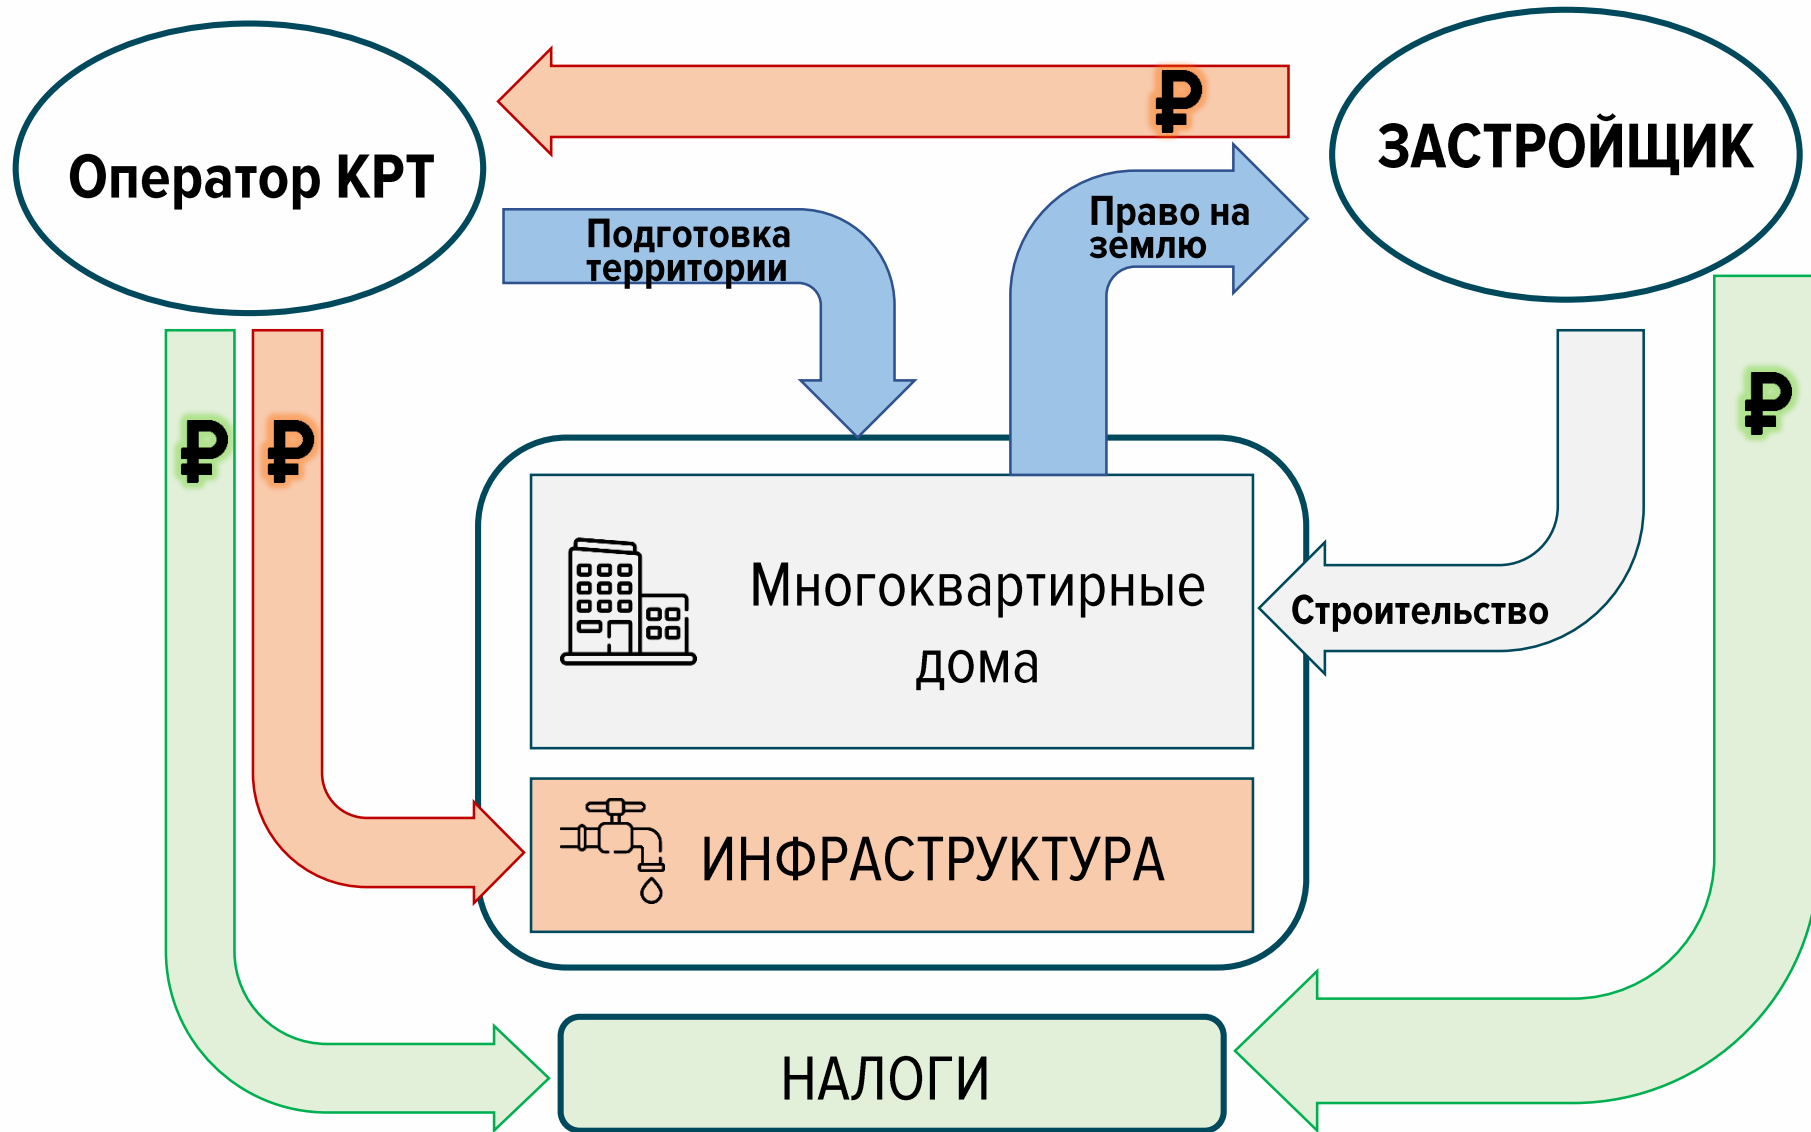 ₽
Оператор КРТ
ЗАСТРОЙЩИК
Подготовка
территории
Право на
землю
₽
₽
₽
Многоквартирные
дома
Строительство
ИНФРАСТРУКТУРА
НАЛОГИ